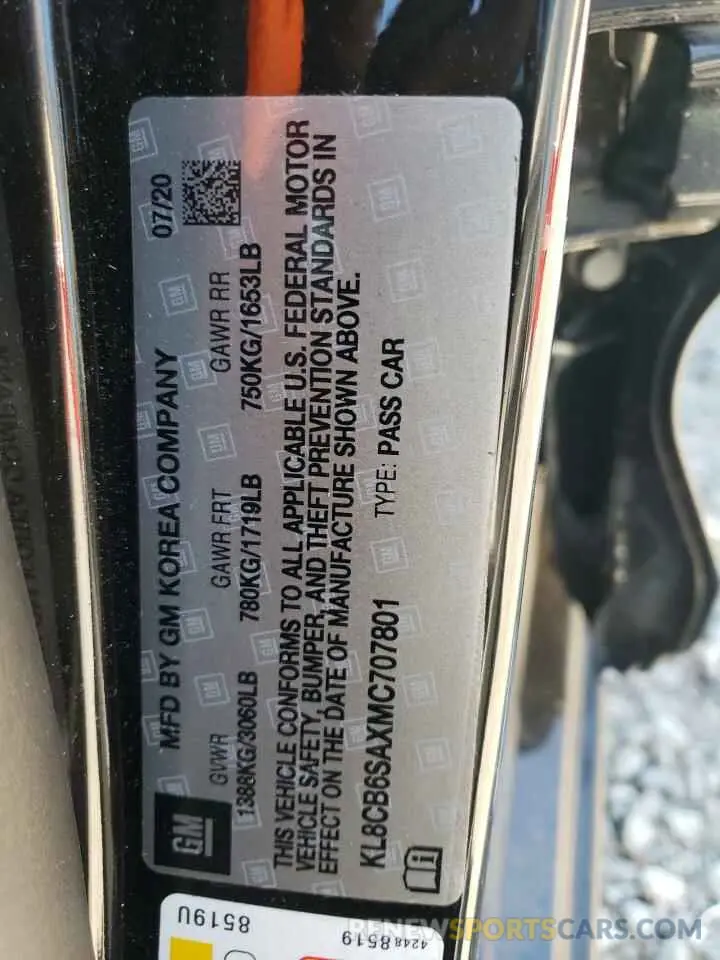 MFD BY GM KOREA COMPANY 07/20
GVWR GAWR FRT GAWR RR
1388KG/3060LB 780KG/1719LB 750KG/1653LB
THIS VEHICLE CONFORMS TO ALL APPLICABLE U.S. FEDERAL MOTOR
VEHICLE SAFETY, BUMPER, AND THEFT PREVENTION STANDARDS IN
EFFECT ON THE DATE OF MANUFACTURE SHOWN ABOVE.
KL8CB6SAXMC707801 TYPE: PASS CAR
GM
8519U
42488519
RENEWSPORTSCARS.COM